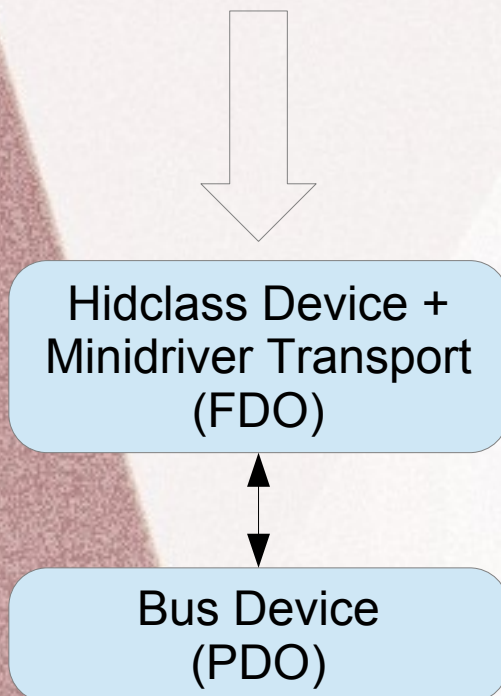 Hidclass Device +
Minidriver Transport
(FDO)
Bus Device
(PDO)